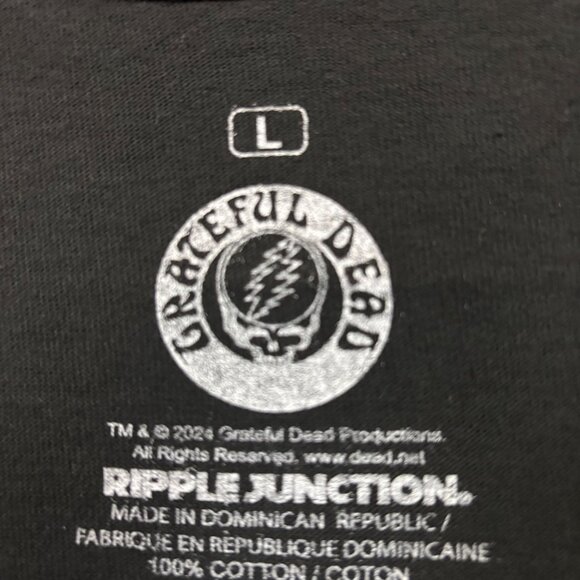 L
GRATEFUL DEAD
TM & © 2024 Grateful Dead Productions.
All Rights Reserved. www.dead.net
RIPPLE JUNCTION®
MADE IN DOMINICAN REPUBLIC /
FABRIQUE EN REPUBLIQUE DOMINICAINE
100% COTTON / COTON